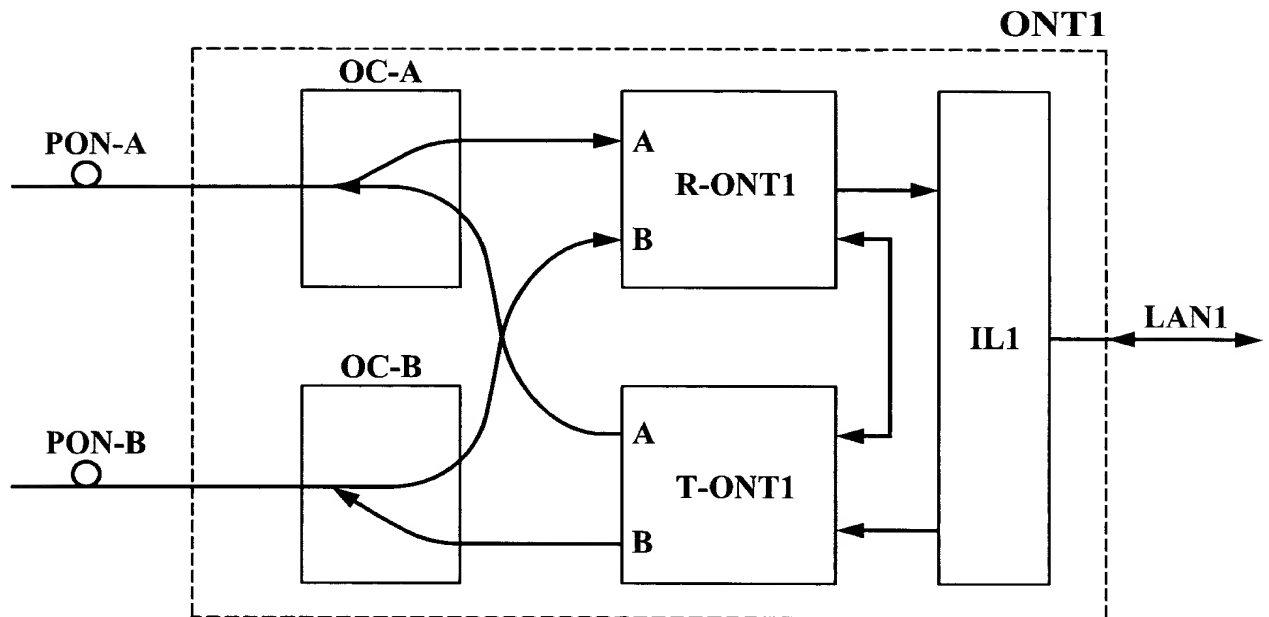 ONT1
OC-A
PON-A
A
R-ONT1
B
LAN1
IL1
OC-B
PON-B
A
T-ONT1
B